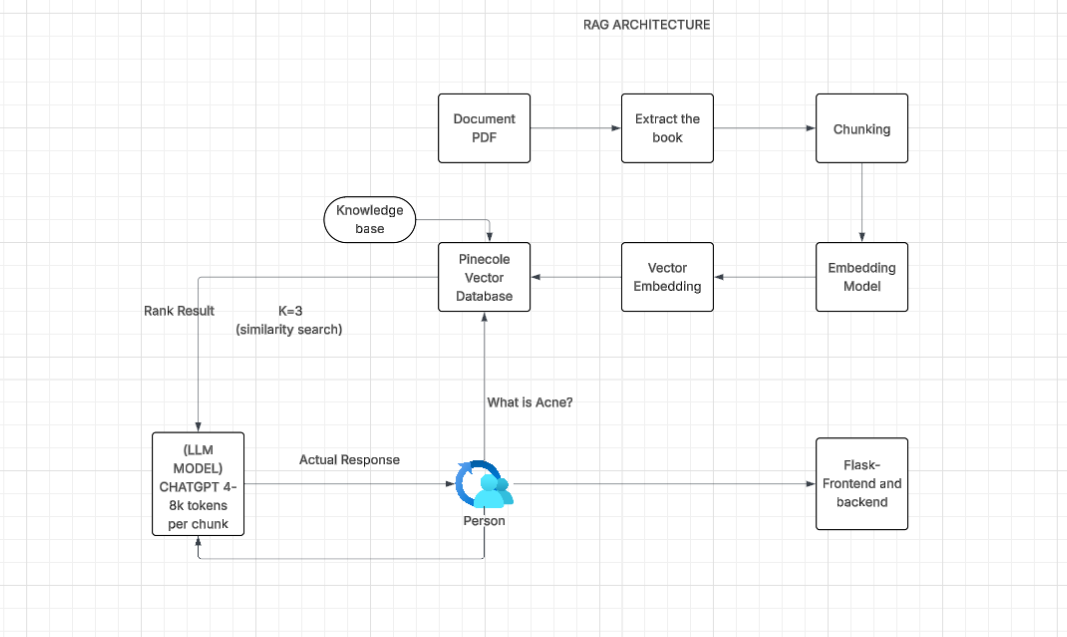 RAG ARCHITECTURE
Document
PDF
Extract the
book
Chunking
Knowledge
base
Pinecole
Vector
Database
Vector
Embedding
Embedding
Model
Rank Result
K=3
(similarity search)
What is Acne?
(LLM
MODEL)
CHATGPT 4-
8k tokens
per chunk
Actual Response
Person
Flask-
Frontend and
backend